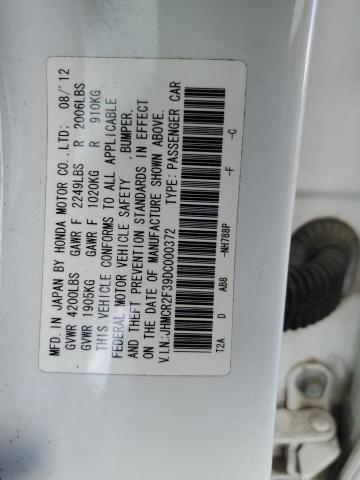 MFD. IN JAPAN BY HONDA MOTOR CO.,LTD: 08/'12
GVWR 4200LBS GAWR F 2249LBS R 2006LBS
GVWR 1905KG GAWR F 1020KG R 910KG
THIS VEHICLE CONFORMS TO ALL APPLICABLE
FEDERAL MOTOR VEHICLE SAFETY ,BUMPER,
AND THEFT PREVENTION STANDARDS IN EFFECT
ON THE DATE OF MANUFACTURE SHOWN ABOVE.
V.I.N.:JHMCR2F39DC000372 TYPE: PASSENGER CAR
T2A D AB8 -NH788P -F -C